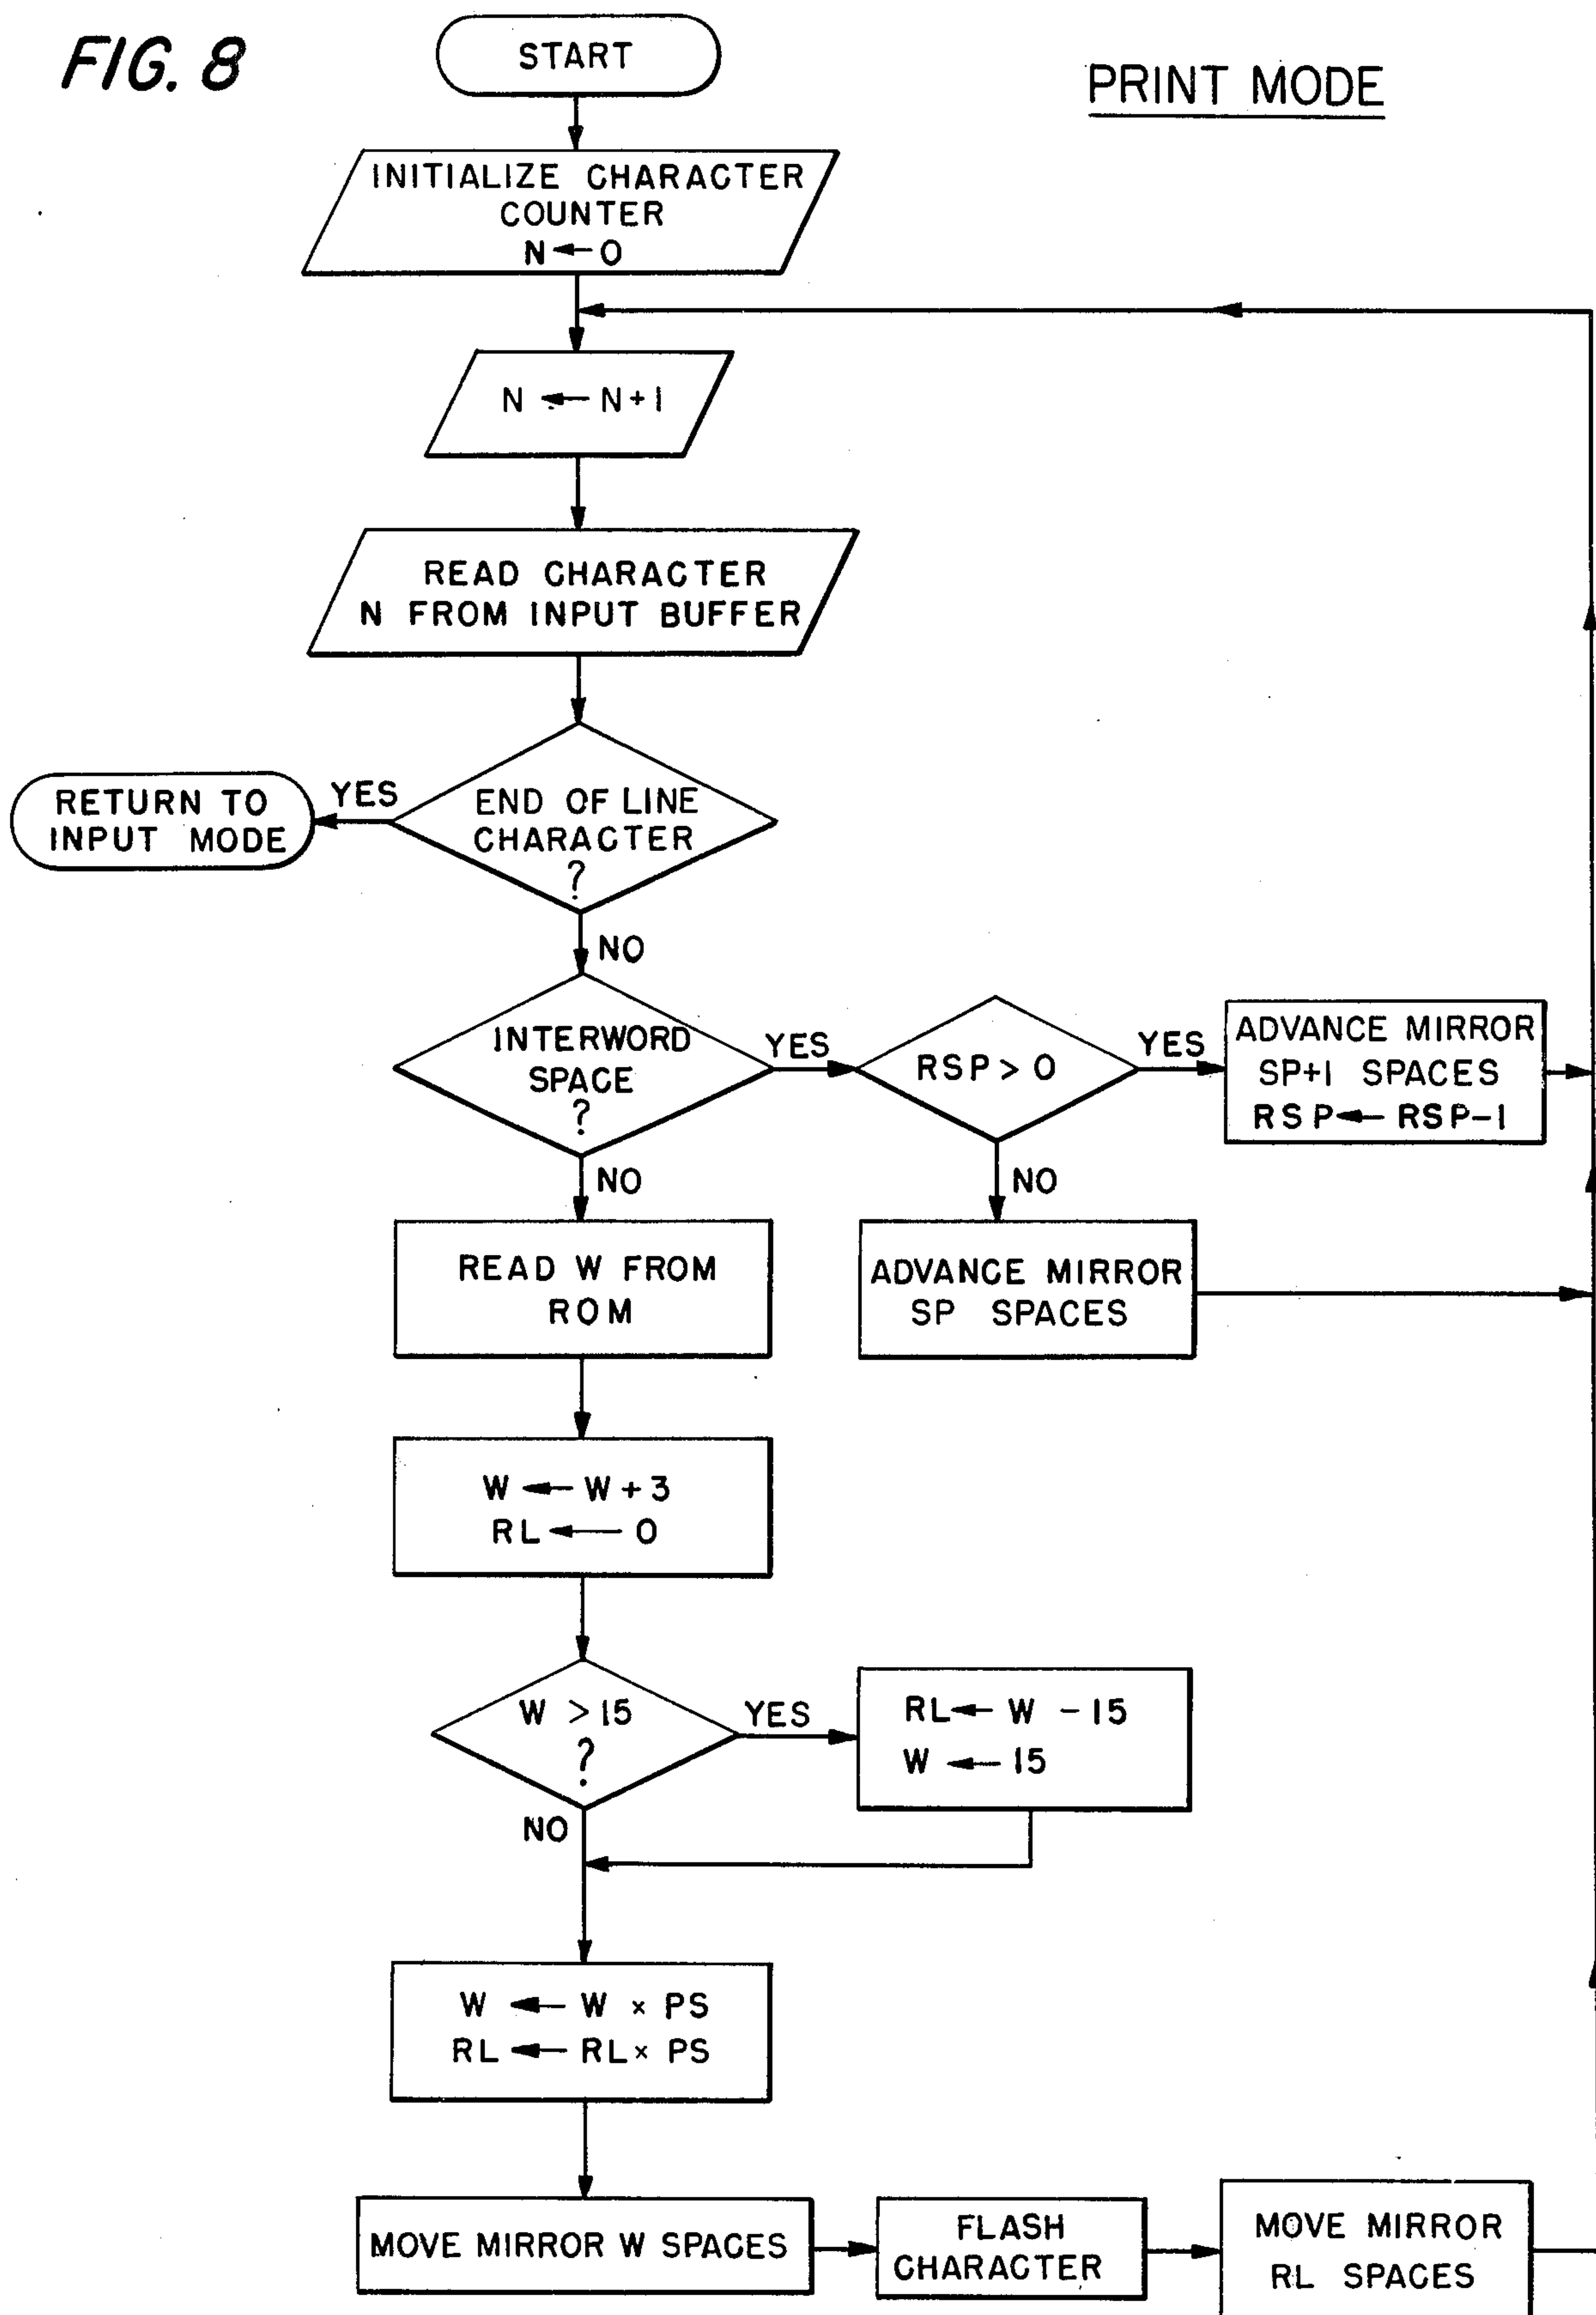 FIG. 8
START
PRINT MODE
INITIALIZE CHARACTER
COUNTER
N ← 0
N ← N+1
READ CHARACTER
N FROM INPUT BUFFER
END OF LINE
CHARACTER
?
YES
RETURN TO
INPUT MODE
NO
INTERWORD
SPACE
?
YES
RSP > 0
YES
ADVANCE MIRROR
SP+1 SPACES
RSP ← RSP-1
NO
ADVANCE MIRROR
SP SPACES
NO
READ W FROM
ROM
W ← W + 3
RL ← 0
W > 15
?
YES
RL ← W - 15
W ← 15
NO
W ← W × PS
RL ← RL × PS
MOVE MIRROR W SPACES
FLASH
CHARACTER
MOVE MIRROR
RL SPACES